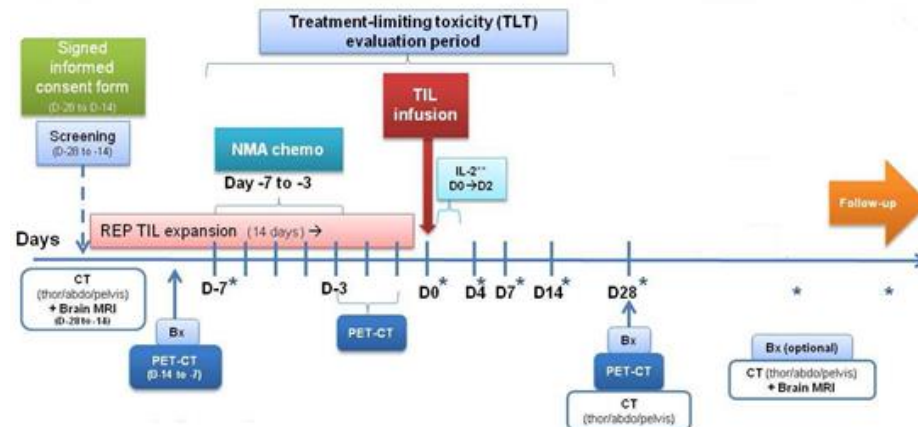 Treatment-limiting toxicity (TLT)
evaluation period
Signed
informed
consent form
(D-28 to D-14)
Screening
(D-28 to -14)
TIL
infusion
NMA chemo
Day -7 to -3
IL-2**
D0→D2
Follow-up
REP TIL expansion (14 days) →
Days
D-7* D-3 D0* D4* D7* D14* D28* * *
CT
(thor/abdo/pelvis)
+ Brain MRI
(D-28 to -14)
Bx
PET-CT
(D-14 to -7)
PET-CT
Bx
PET-CT
CT
(thor/abdo/pelvis)
Bx (optional)
CT (thor/abdo/pelvis)
+ Brain MRI